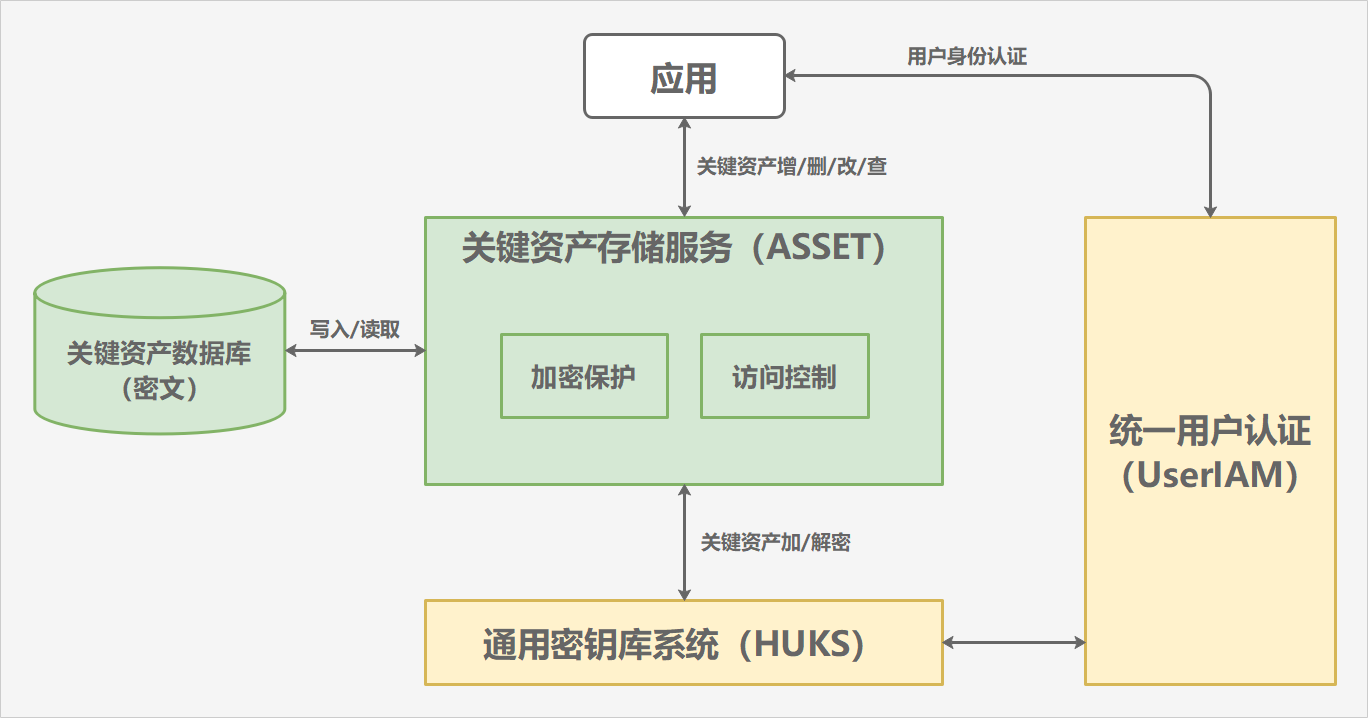 用户身份认证
应用
关键资产增/删/改/查
关键资产存储服务（ASSET）
写入/读取
关键资产数据库
（密文）
加密保护
访问控制
统一用户认证
（UserIAM）
关键资产加/解密
通用密钥库系统（HUKS）